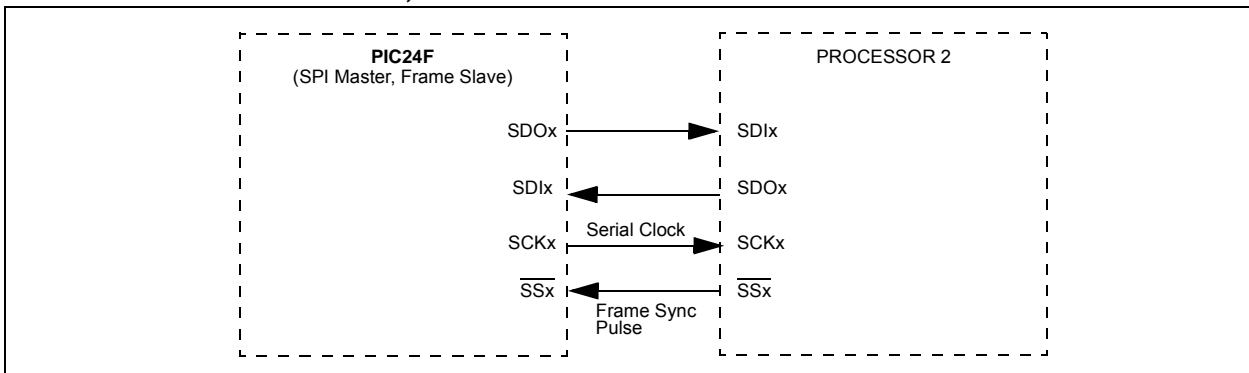 PIC24F
(SPI Master, Frame Slave)
PROCESSOR 2
SDOx
SDIx
SDIx
SDOx
SCKx
Serial Clock
SCKx
SSx
Frame Sync
Pulse
SSx